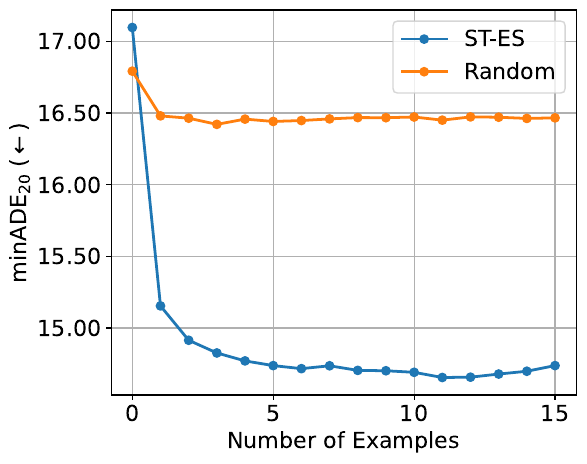 ST-ES
Random
17.00
16.50
16.00
15.50
15.00
minADE₂₀ (←)
0 5 10 15
Number of Examples